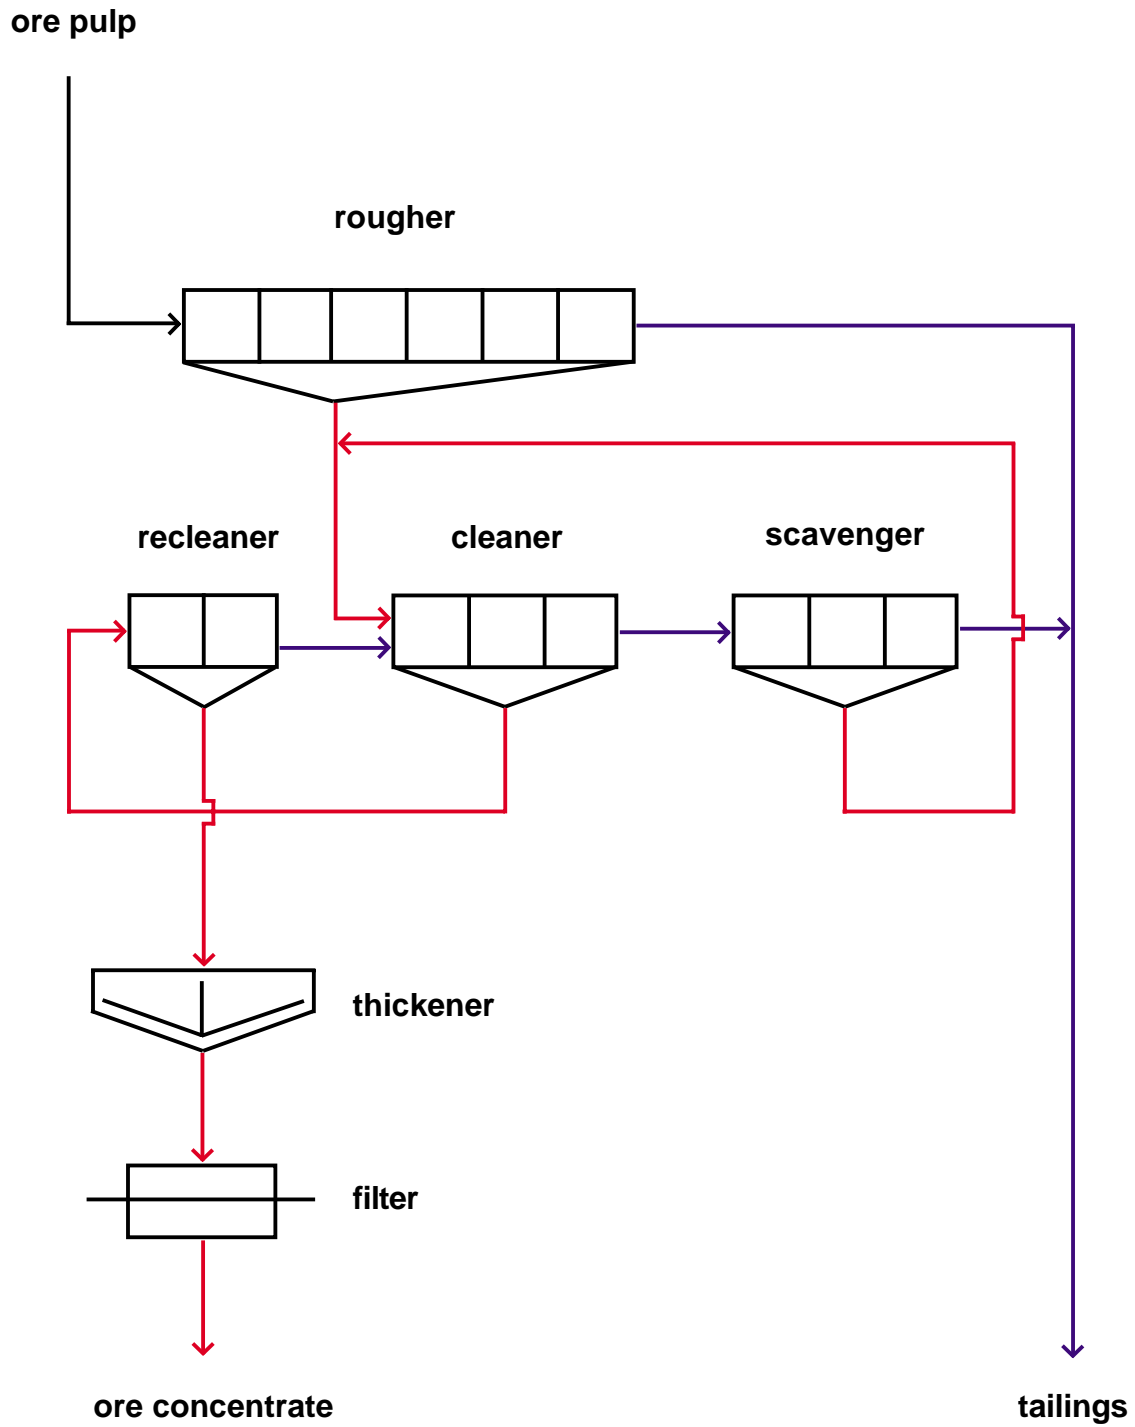 ore pulp
rougher
recleaner
cleaner
scavenger
thickener
filter
ore concentrate
tailings